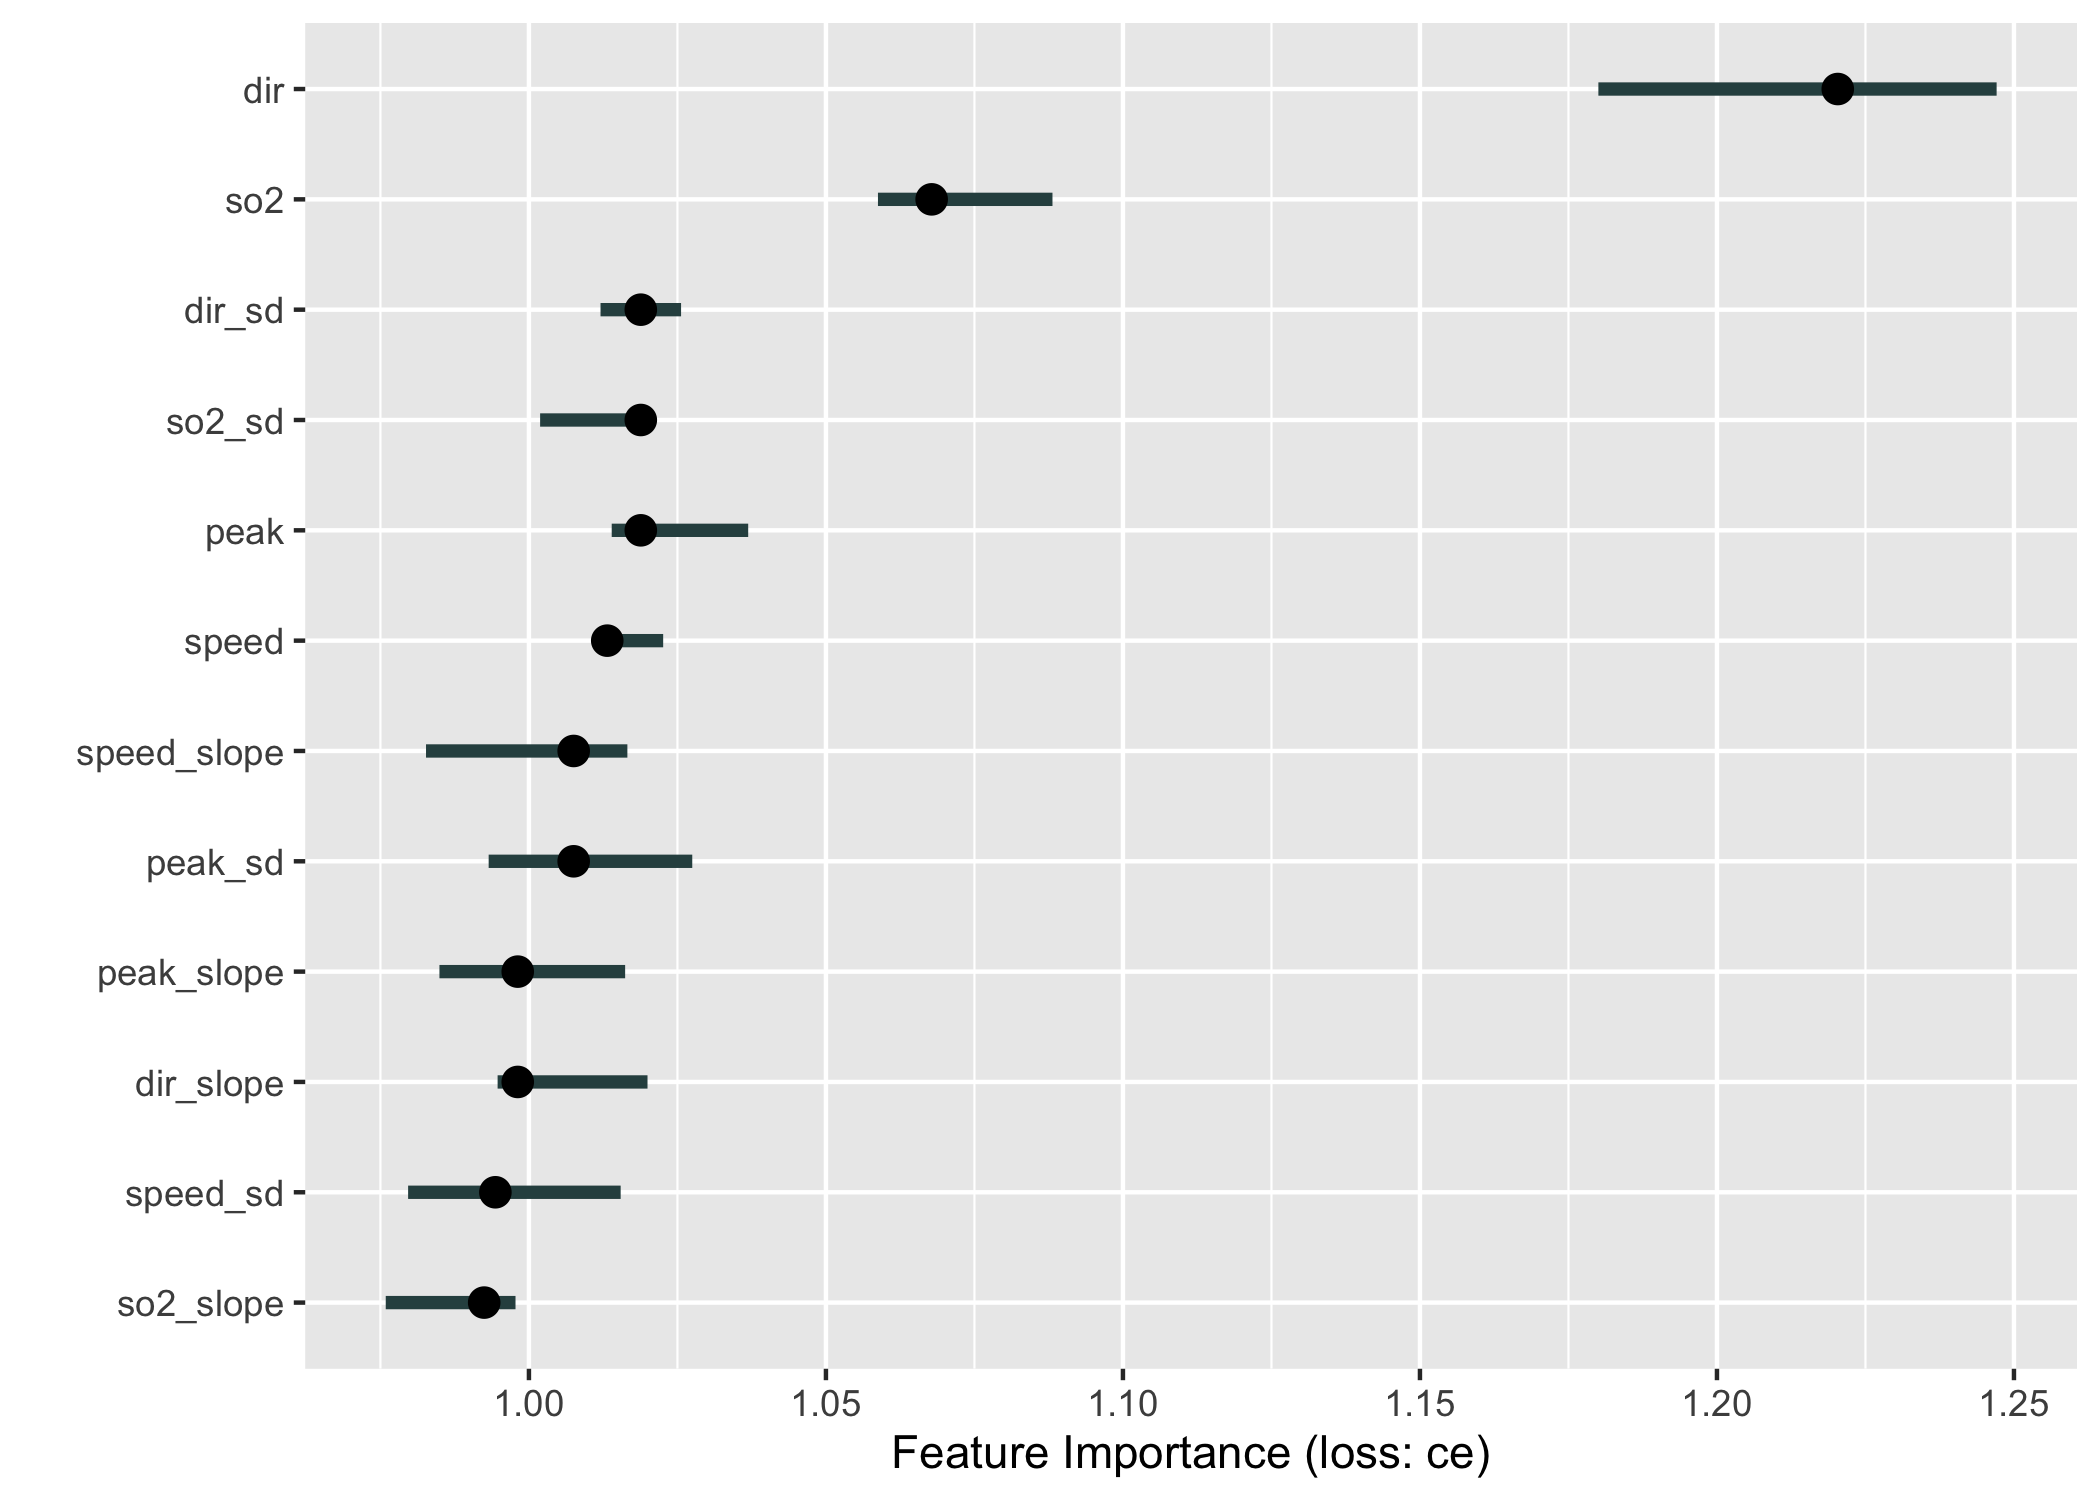 dir
so2
dir_sd
so2_sd
peak
speed
speed_slope
peak_sd
peak_slope
dir_slope
speed_sd
so2_slope
1.00 1.05 1.10 1.15 1.20 1.25
Feature Importance (loss: ce)